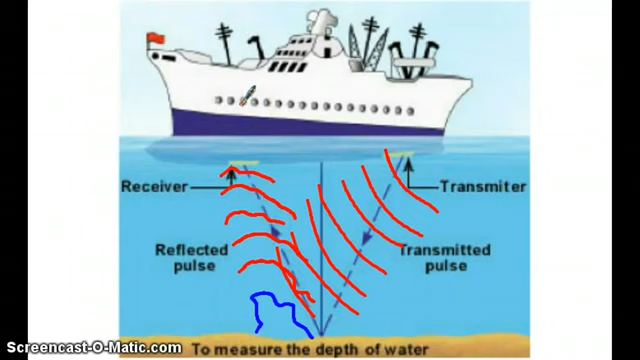 Receiver
Transmiter
Reflected
pulse
Transmitted
pulse
To measure the depth of water
Screencast-O-Matic.com